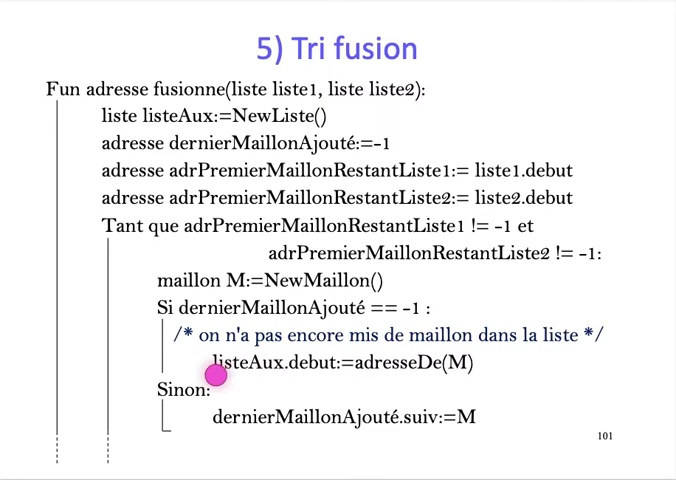 5) Tri fusion
Fun adresse fusionne(liste liste1, liste liste2):
liste listeAux:=NewListe()
adresse dernierMaillonAjouté:=-1
adresse adrPremierMaillonRestantListe1:= liste1.debut
adresse adrPremierMaillonRestantListe2:= liste2.debut
Tant que adrPremierMaillonRestantListe1 != -1 et
adrPremierMaillonRestantListe2 != -1:
maillon M:=NewMaillon()
Si dernierMaillonAjouté == -1 :
/* on n'a pas encore mis de maillon dans la liste */
listeAux.debut:=adresseDe(M)
Sinon:
dernierMaillonAjouté.suiv:=M
101